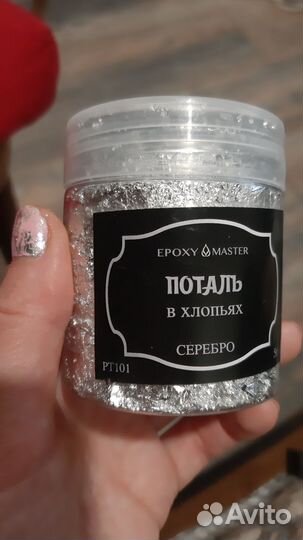 EPOXY MASTER
ПОТАЛЬ
В ХЛОПЬЯХ
СЕРЕБРО
PT101
Avito